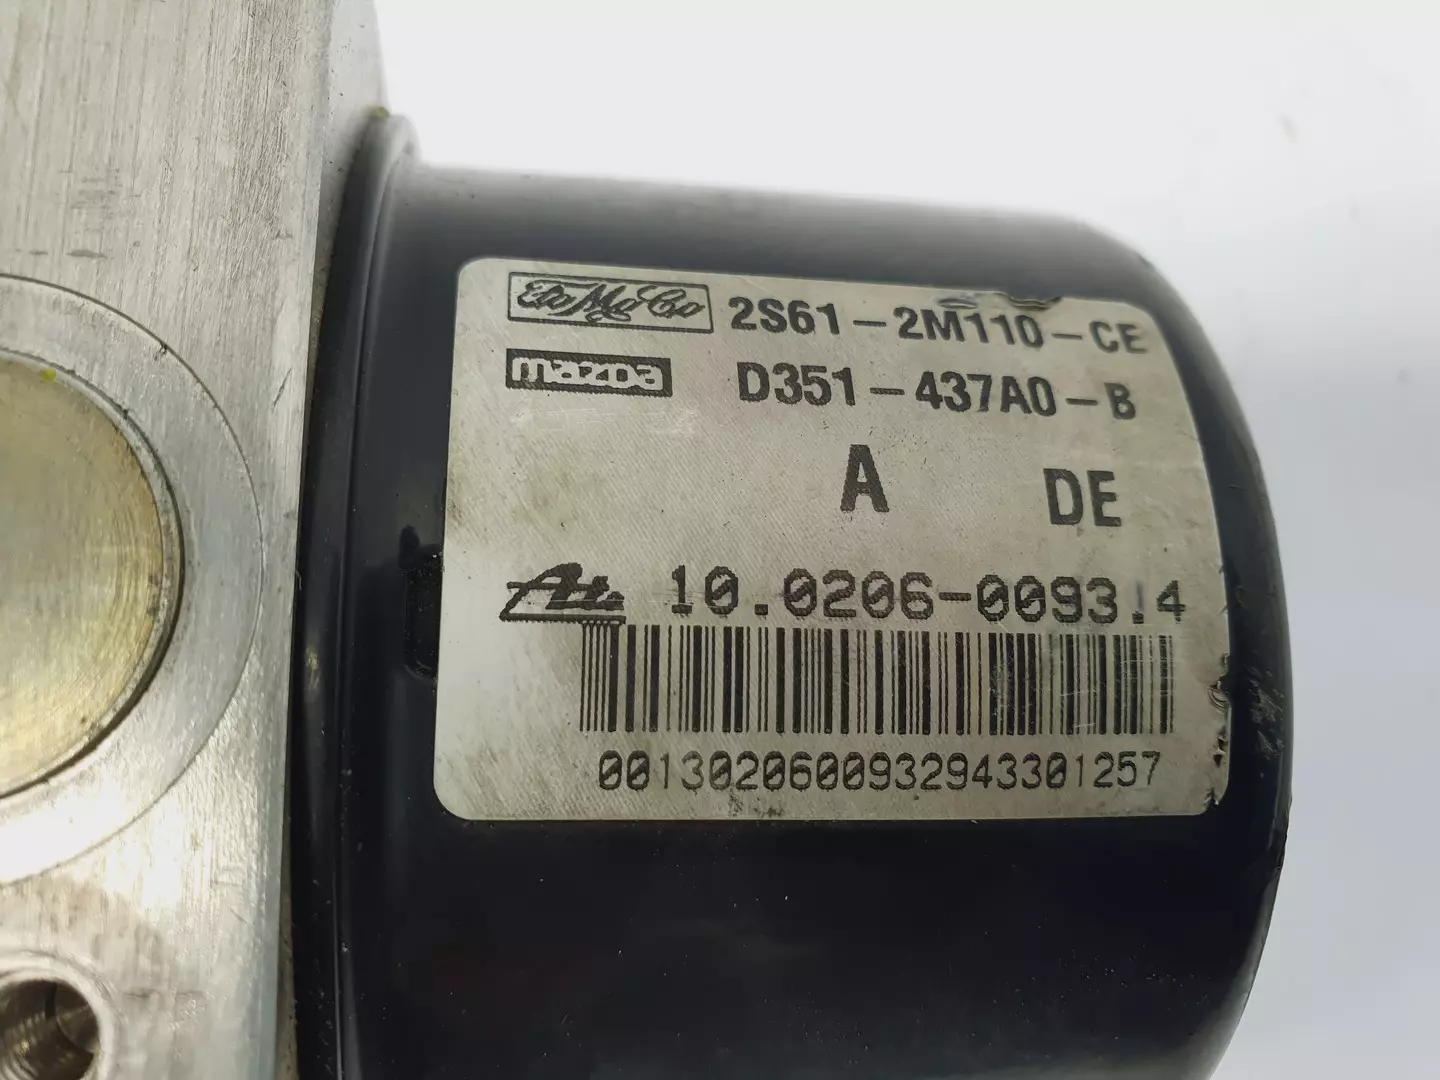 FoMoCo 2S61-2M110-CE
mazda D351-437A0-B
A DE
Ate 10.0206-0093.4
0013020600932943301257